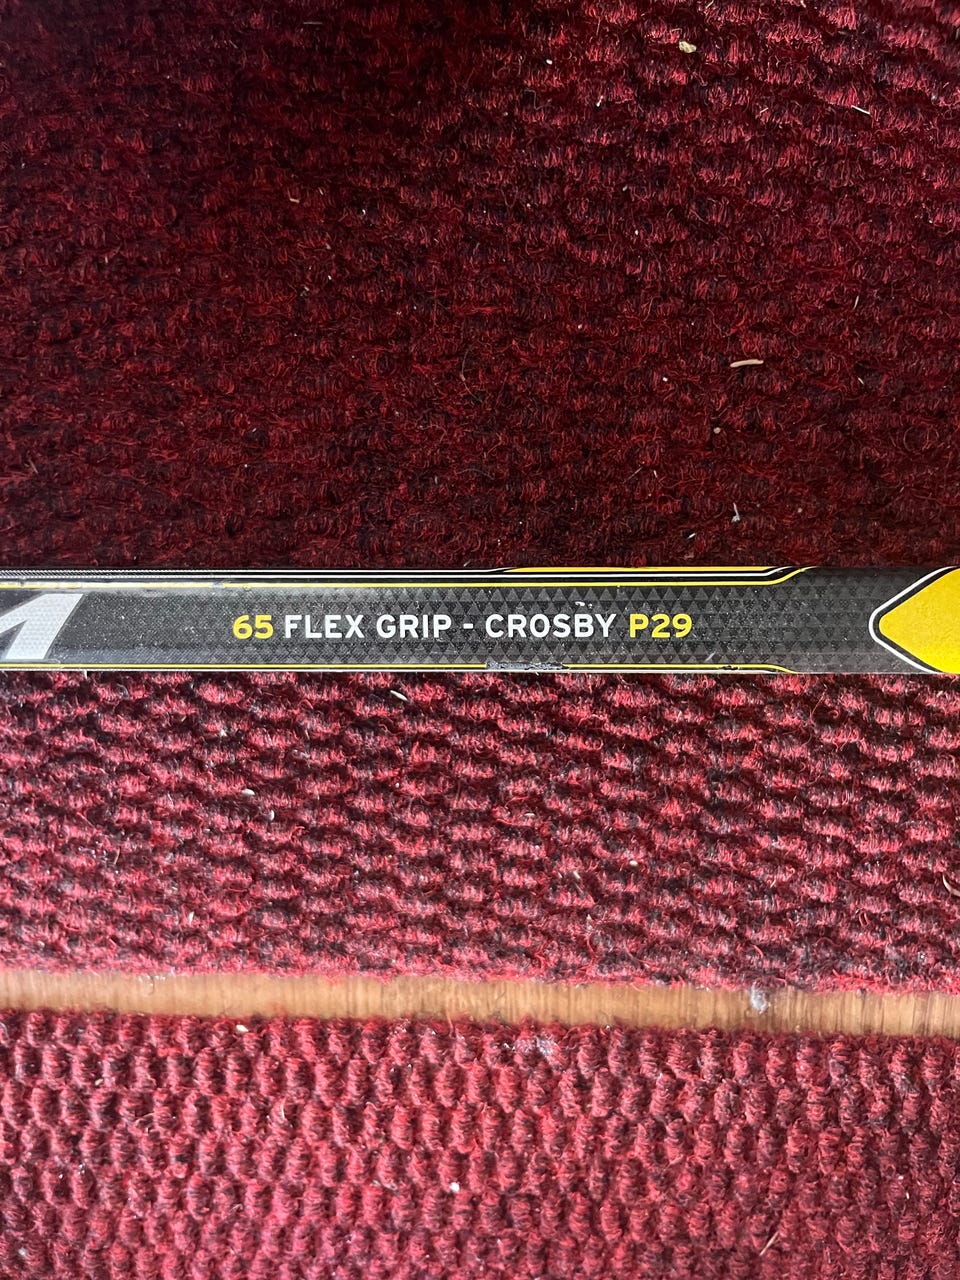 65 FLEX GRIP - CROSBY P29